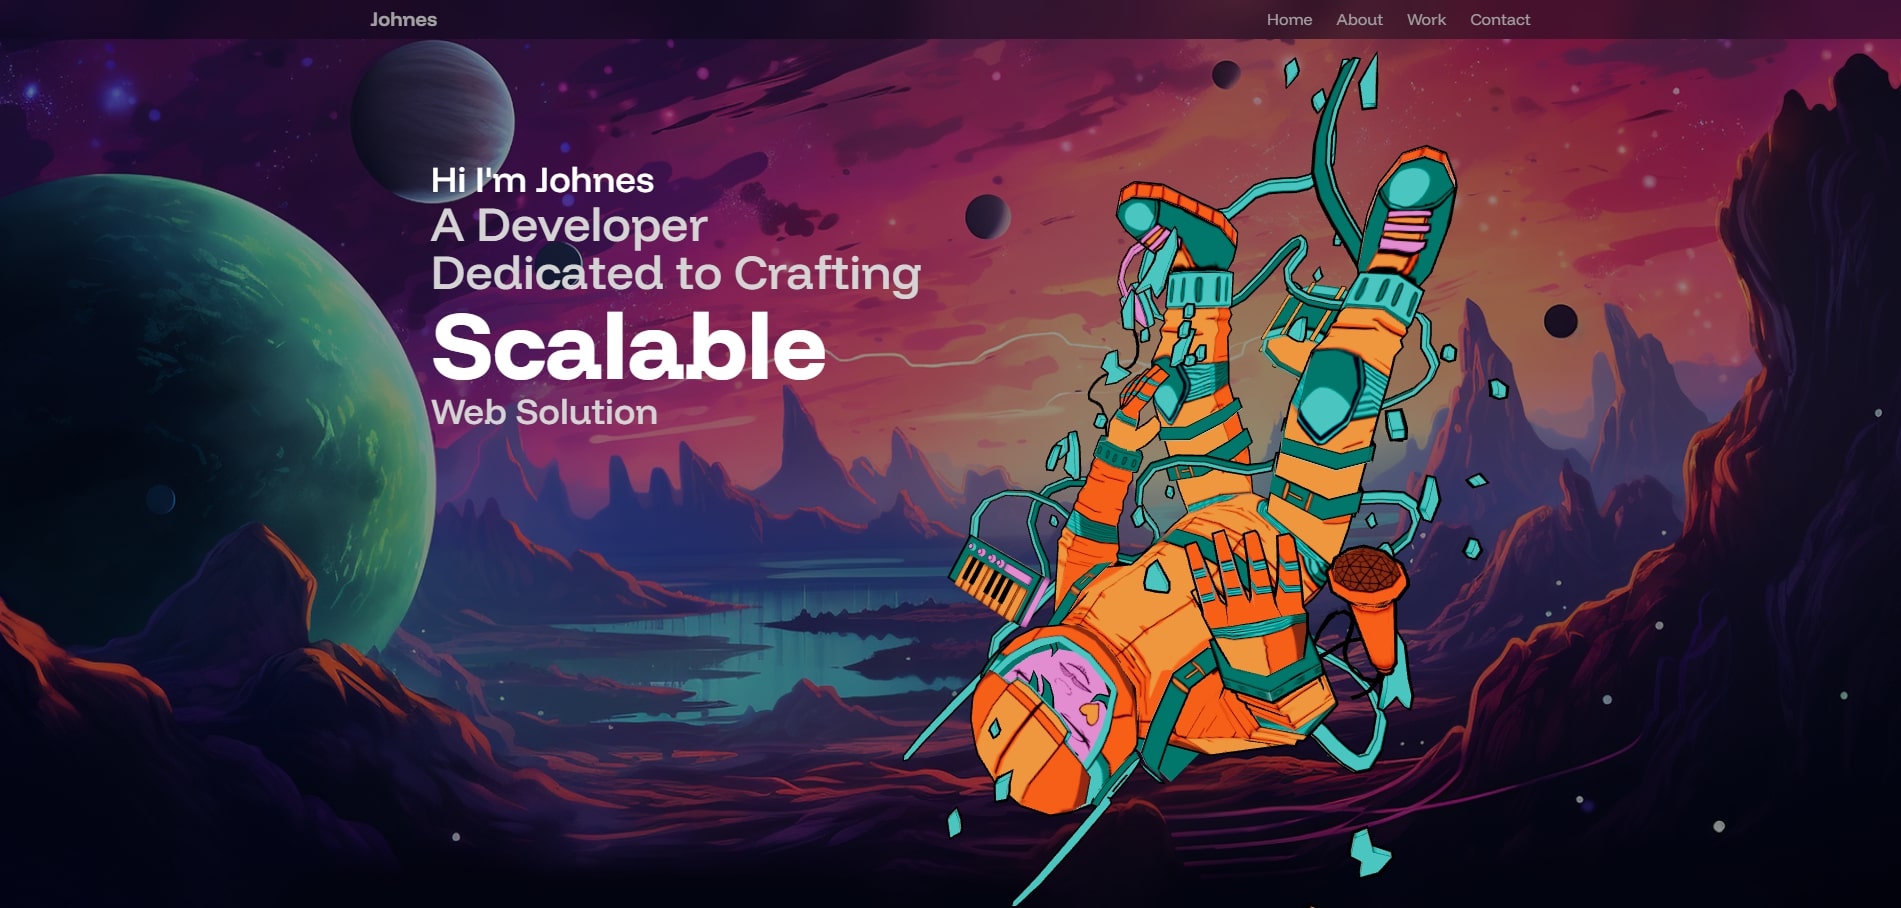 Johnes
Home About Work Contact
Hi I'm Johnes
A Developer
Dedicated to Crafting
Scalable
Web Solution